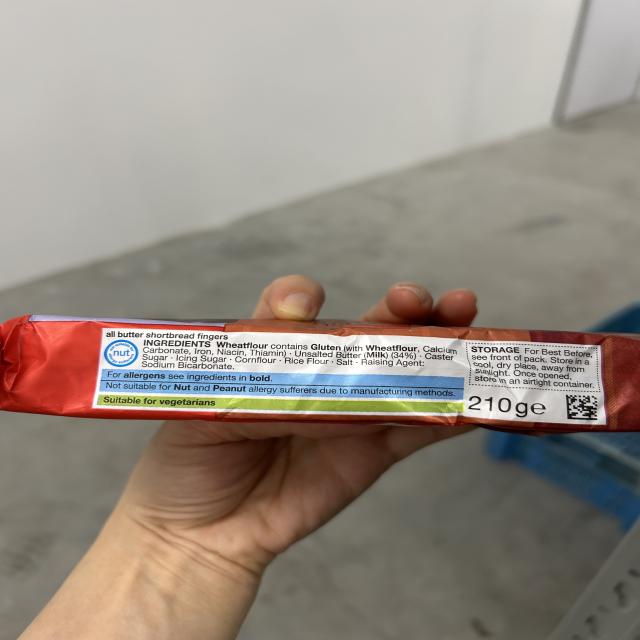 all butter shortbread fingers
nut
INGREDIENTS Wheatflour contains Gluten (with Wheatflour, Calcium
Carbonate, Iron, Niacin, Thiamin) · Unsalted Butter (Milk) (34%) · Caster
Sugar · Icing Sugar · Cornflour · Rice Flour · Salt · Raising Agent:
Sodium Bicarbonate.
For allergens see ingredients in bold.
Not suitable for Nut and Peanut allergy sufferers due to manufacturing methods.
Suitable for vegetarians
STORAGE For Best Before,
see front of pack. Store in a
cool, dry place, away from
sunlight. Once opened,
store in an airtight container.
210g℮